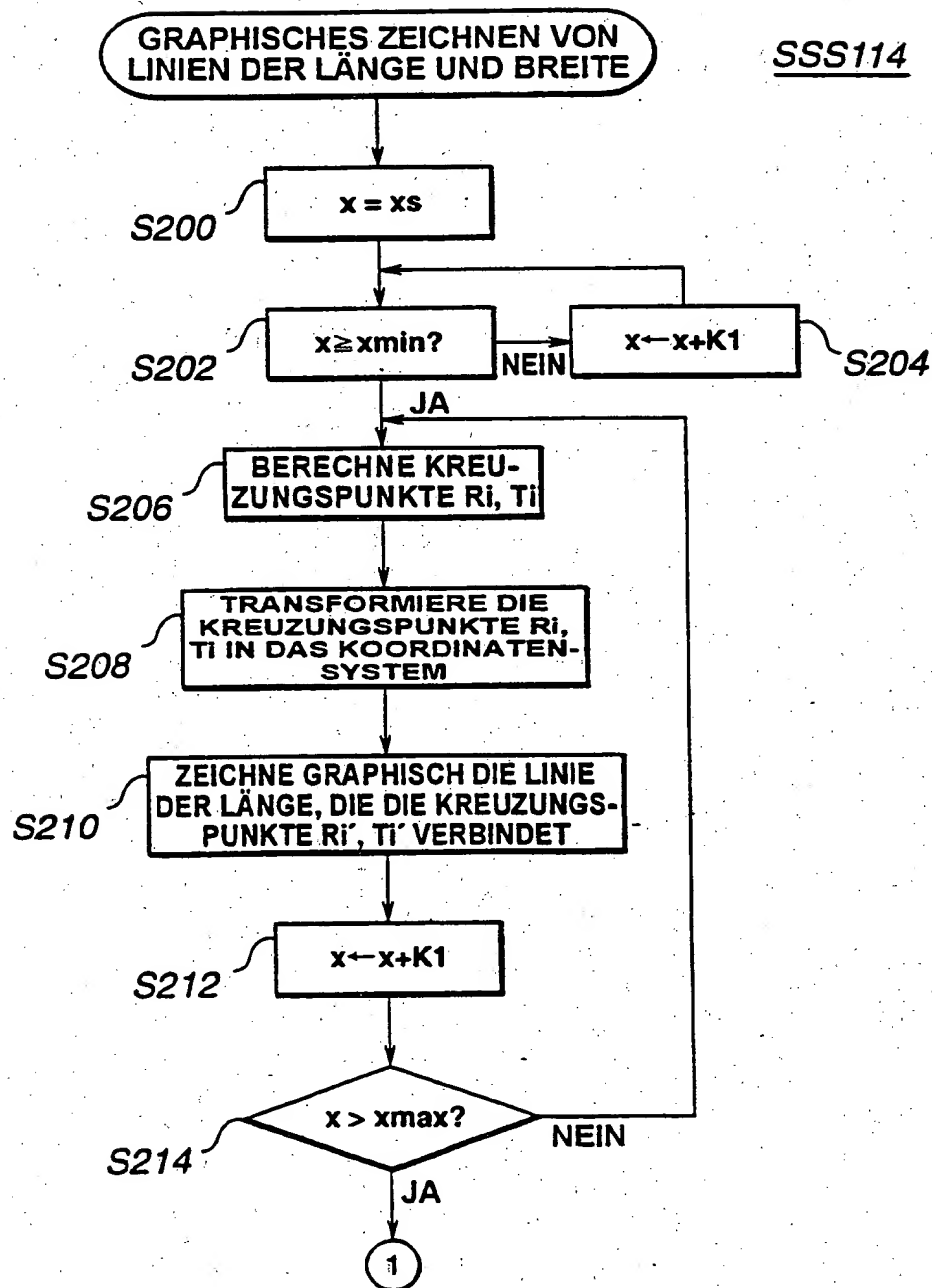 GRAPHISCHES ZEICHNEN VON
LINIEN DER LÄNGE UND BREITE
SSS114
S200
x = xs
S202
x≧xmin?
NEIN
x←x+K1
S204
JA
S206
BERECHNE KREU-
ZUNGSPUNKTE Ri, Ti
S208
TRANSFORMIERE DIE
KREUZUNGSPUNKTE Ri,
Ti IN DAS KOORDINATEN-
SYSTEM
S210
ZEICHNE GRAPHISCH DIE LINIE
DER LÄNGE, DIE DIE KREUZUNGS-
PUNKTE Ri´, Ti´ VERBINDET
S212
x←x+K1
S214
x > xmax?
NEIN
JA
1